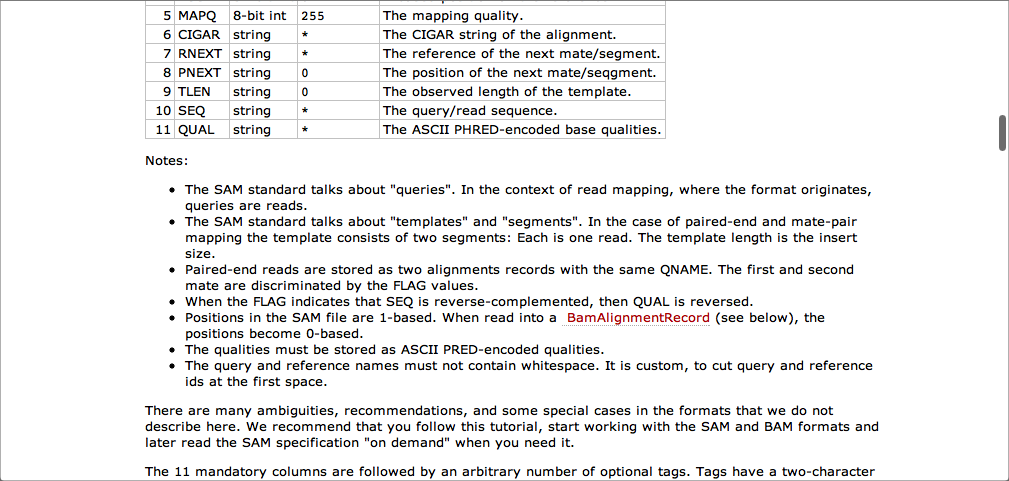 5 MAPQ 8-bit int 255 The mapping quality.
6 CIGAR string * The CIGAR string of the alignment.
7 RNEXT string * The reference of the next mate/segment.
8 PNEXT string 0 The position of the next mate/seqgment.
9 TLEN string 0 The observed length of the template.
10 SEQ string * The query/read sequence.
11 QUAL string * The ASCII PHRED-encoded base qualities.
Notes:
• The SAM standard talks about "queries". In the context of read mapping, where the format originates,
queries are reads.
• The SAM standard talks about "templates" and "segments". In the case of paired-end and mate-pair
mapping the template consists of two segments: Each is one read. The template length is the insert
size.
• Paired-end reads are stored as two alignments records with the same QNAME. The first and second
mate are discriminated by the FLAG values.
• When the FLAG indicates that SEQ is reverse-complemented, then QUAL is reversed.
• Positions in the SAM file are 1-based. When read into a BamAlignmentRecord (see below), the
positions become 0-based.
• The qualities must be stored as ASCII PRED-encoded qualities.
• The query and reference names must not contain whitespace. It is custom, to cut query and reference
ids at the first space.
There are many ambiguities, recommendations, and some special cases in the formats that we do not
describe here. We recommend that you follow this tutorial, start working with the SAM and BAM formats and
later read the SAM specification "on demand" when you need it.
The 11 mandatory columns are followed by an arbitrary number of optional tags. Tags have a two-character